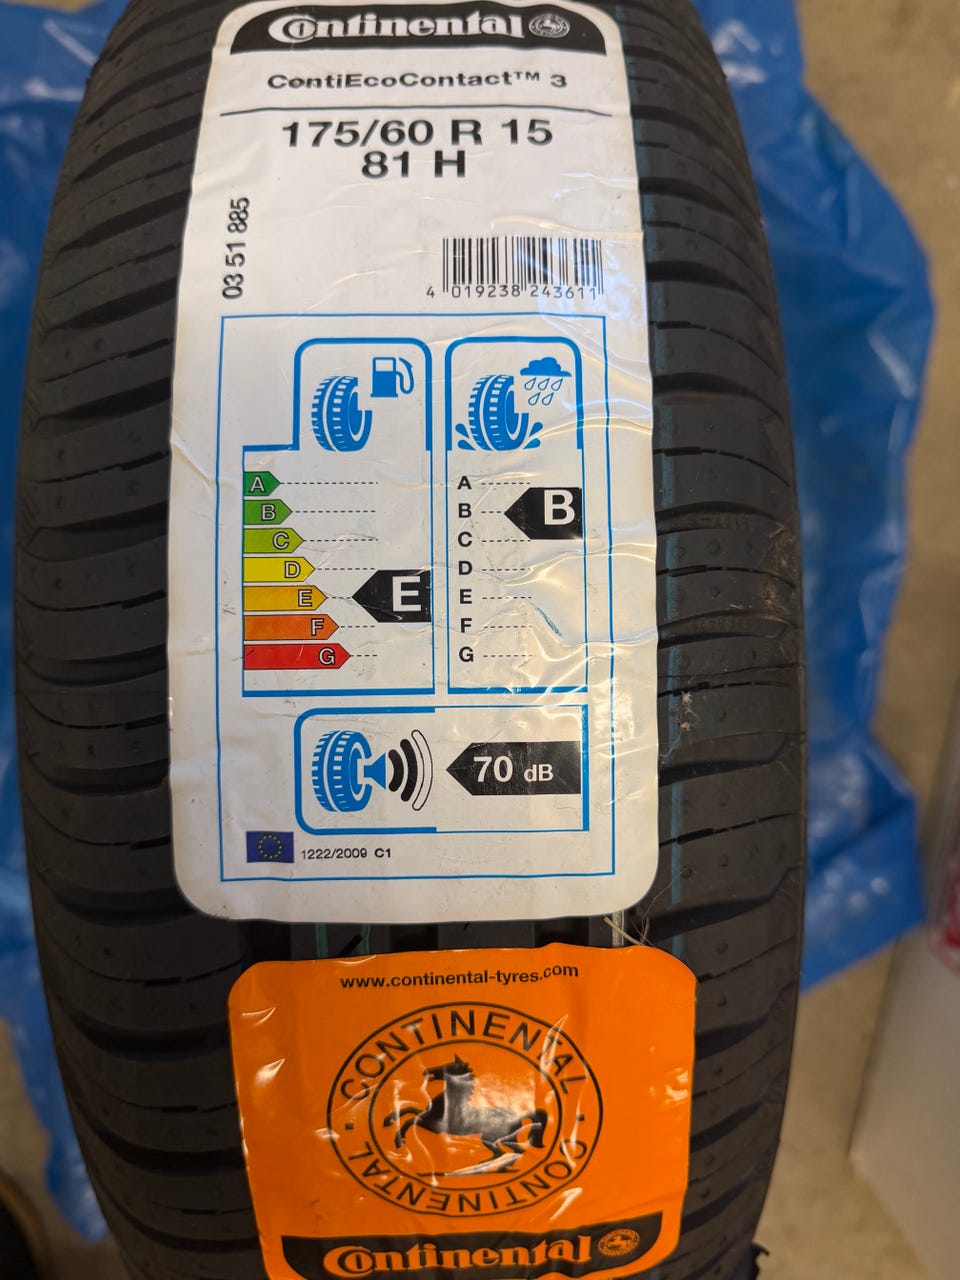 Continental
ContiEcoContact™ 3
175/60 R 15
81 H
03 51 885
4 019238 243611
A
B
C
D
E
F
G
E
A
B
C
D
E
F
G
B
70 dB
1222/2009 C1
www.continental-tyres.com
CONTINENTAL · CONTINENTAL ·
Continental